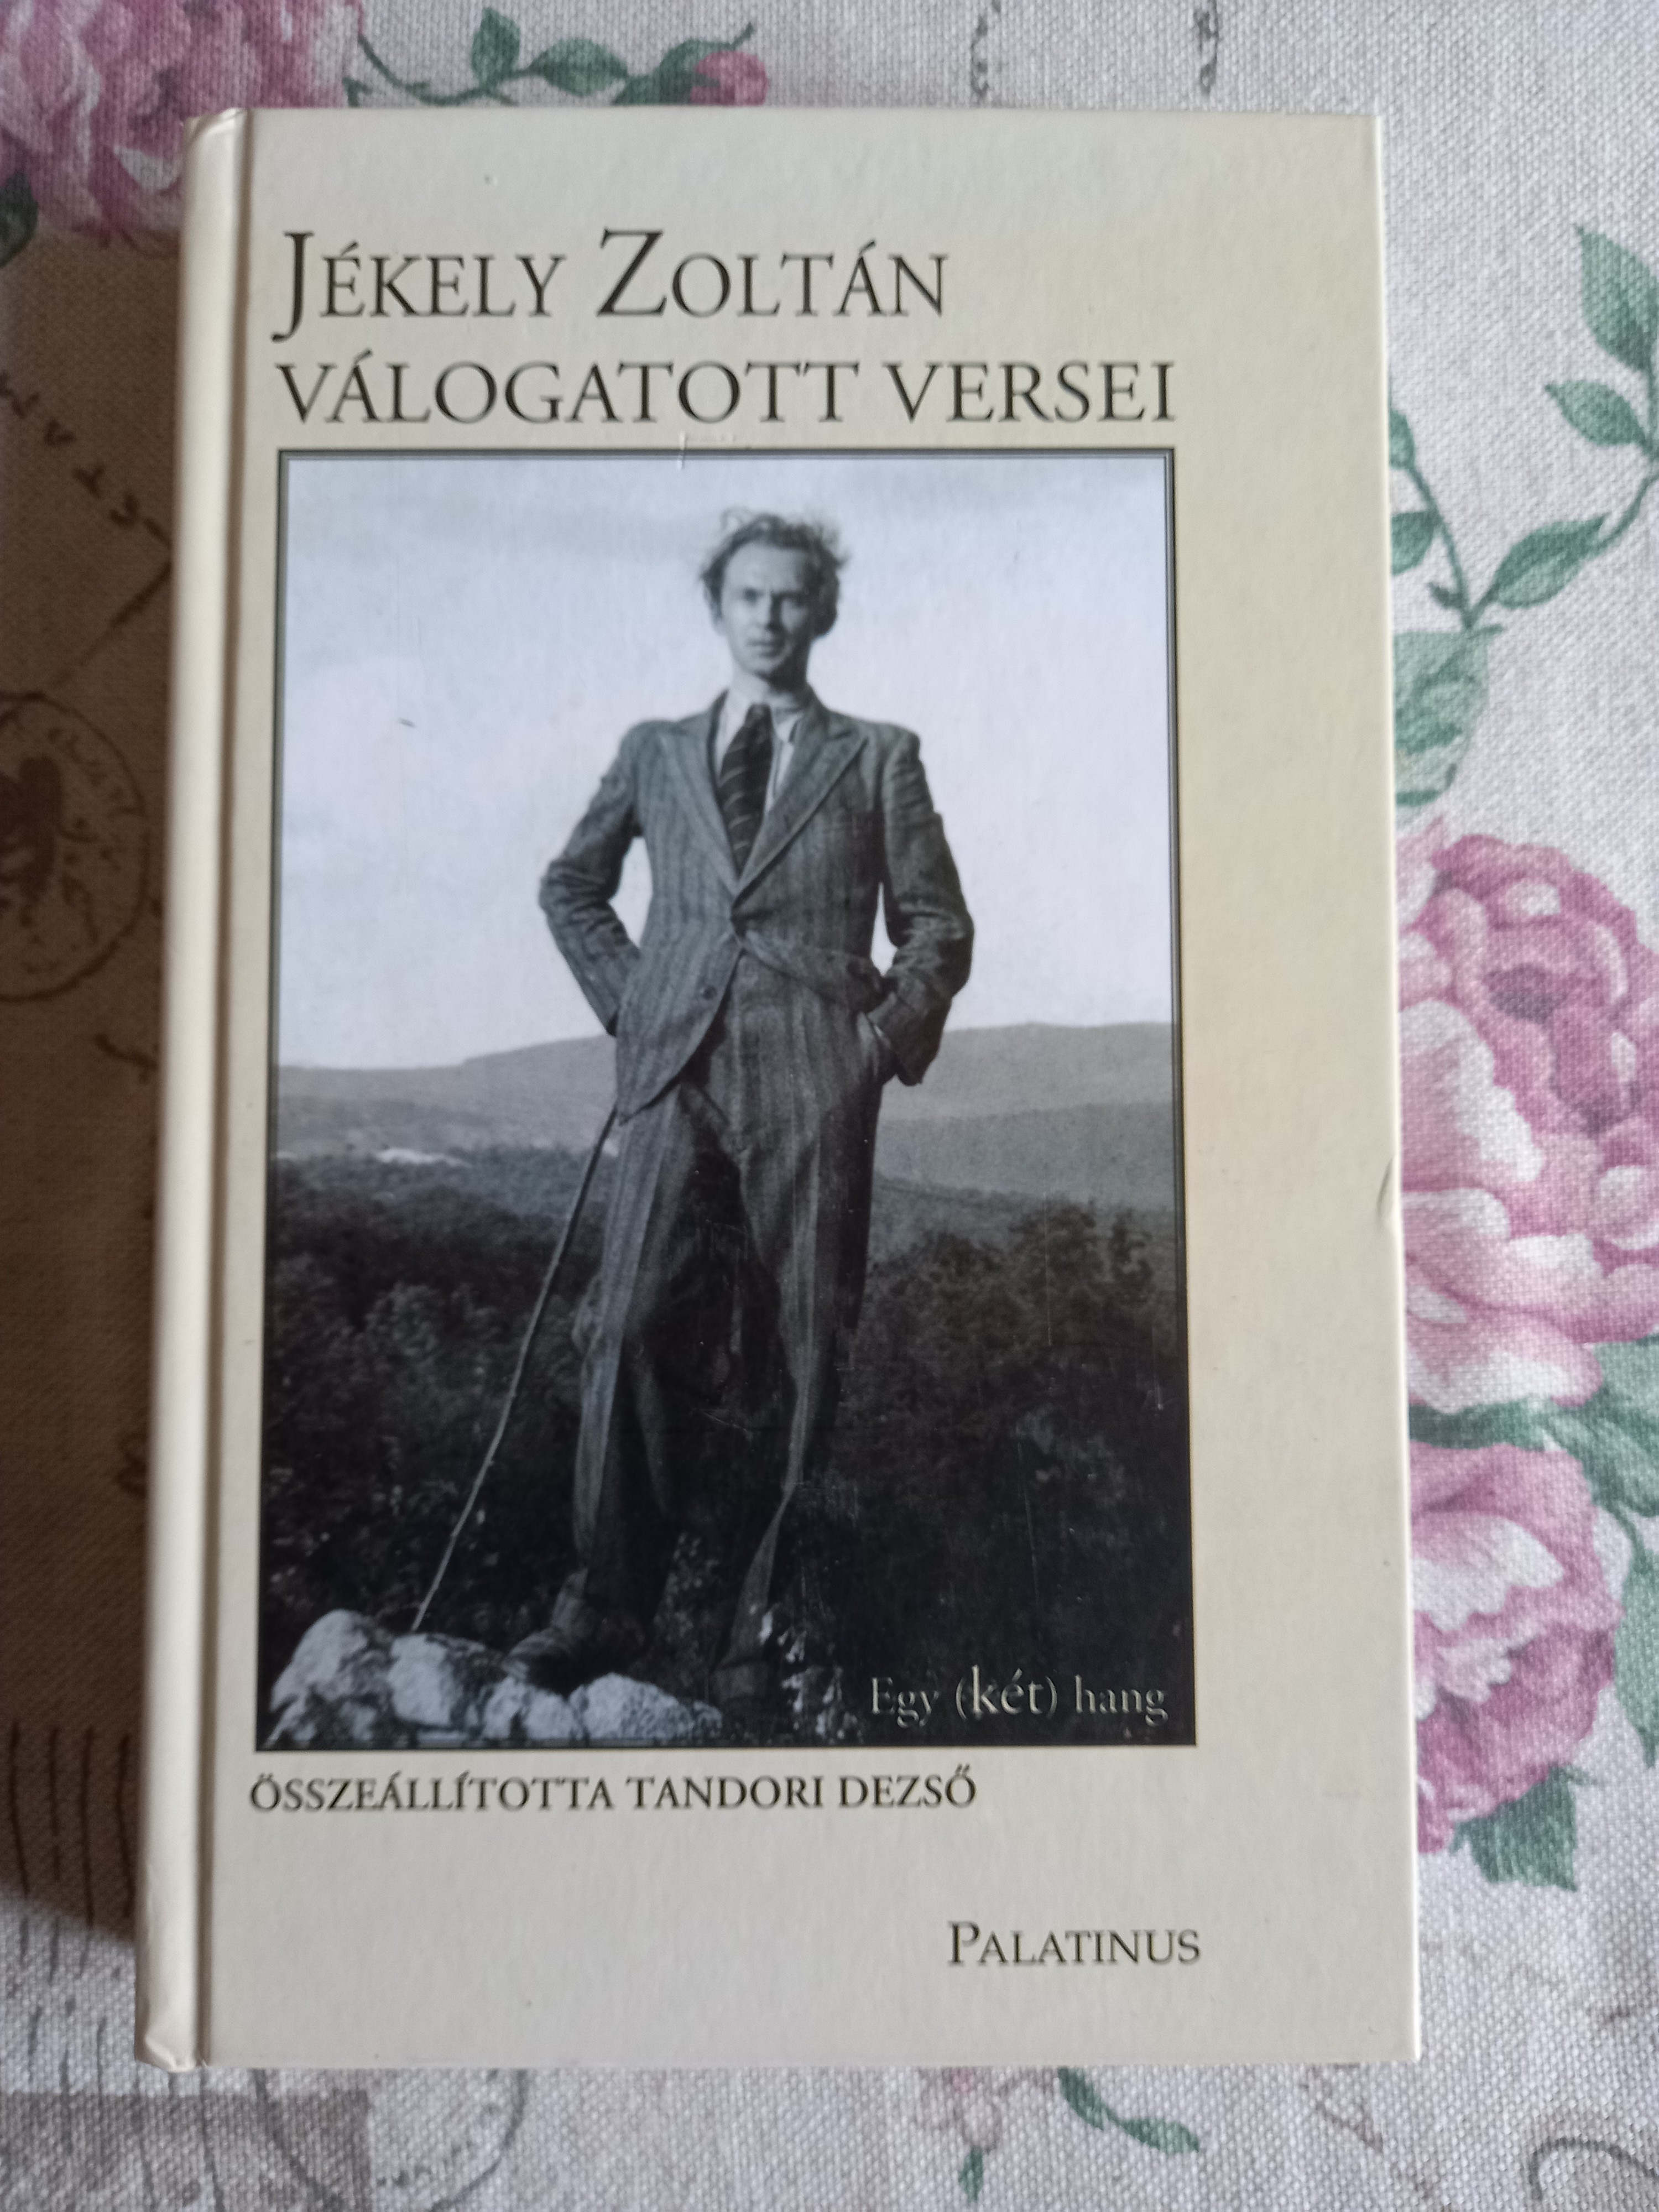 JÉKELY ZOLTÁN
VÁLOGATOTT VERSEI
Egy (két) hang
ÖSSZEÁLLÍTOTTA TANDORI DEZSŐ
PALATINUS